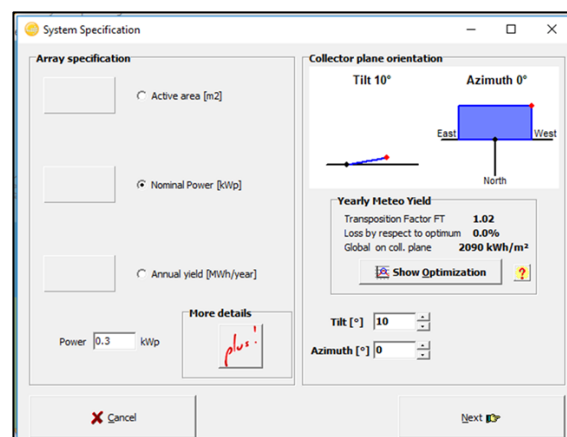 System Specification
Array specification
Active area [m2]
Nominal Power [kWp]
Annual yield [MWh/year]
More details
Power 0.3 kWp
plus!
Cancel
Collector plane orientation
Tilt 10° Azimuth 0°
East West
North
Yearly Meteo Yield
Transposition Factor FT 1.02
Loss by respect to optimum 0.0%
Global on coll. plane 2090 kWh/m²
Show Optimization ?
Tilt [°] 10
Azimuth [°] 0
Next